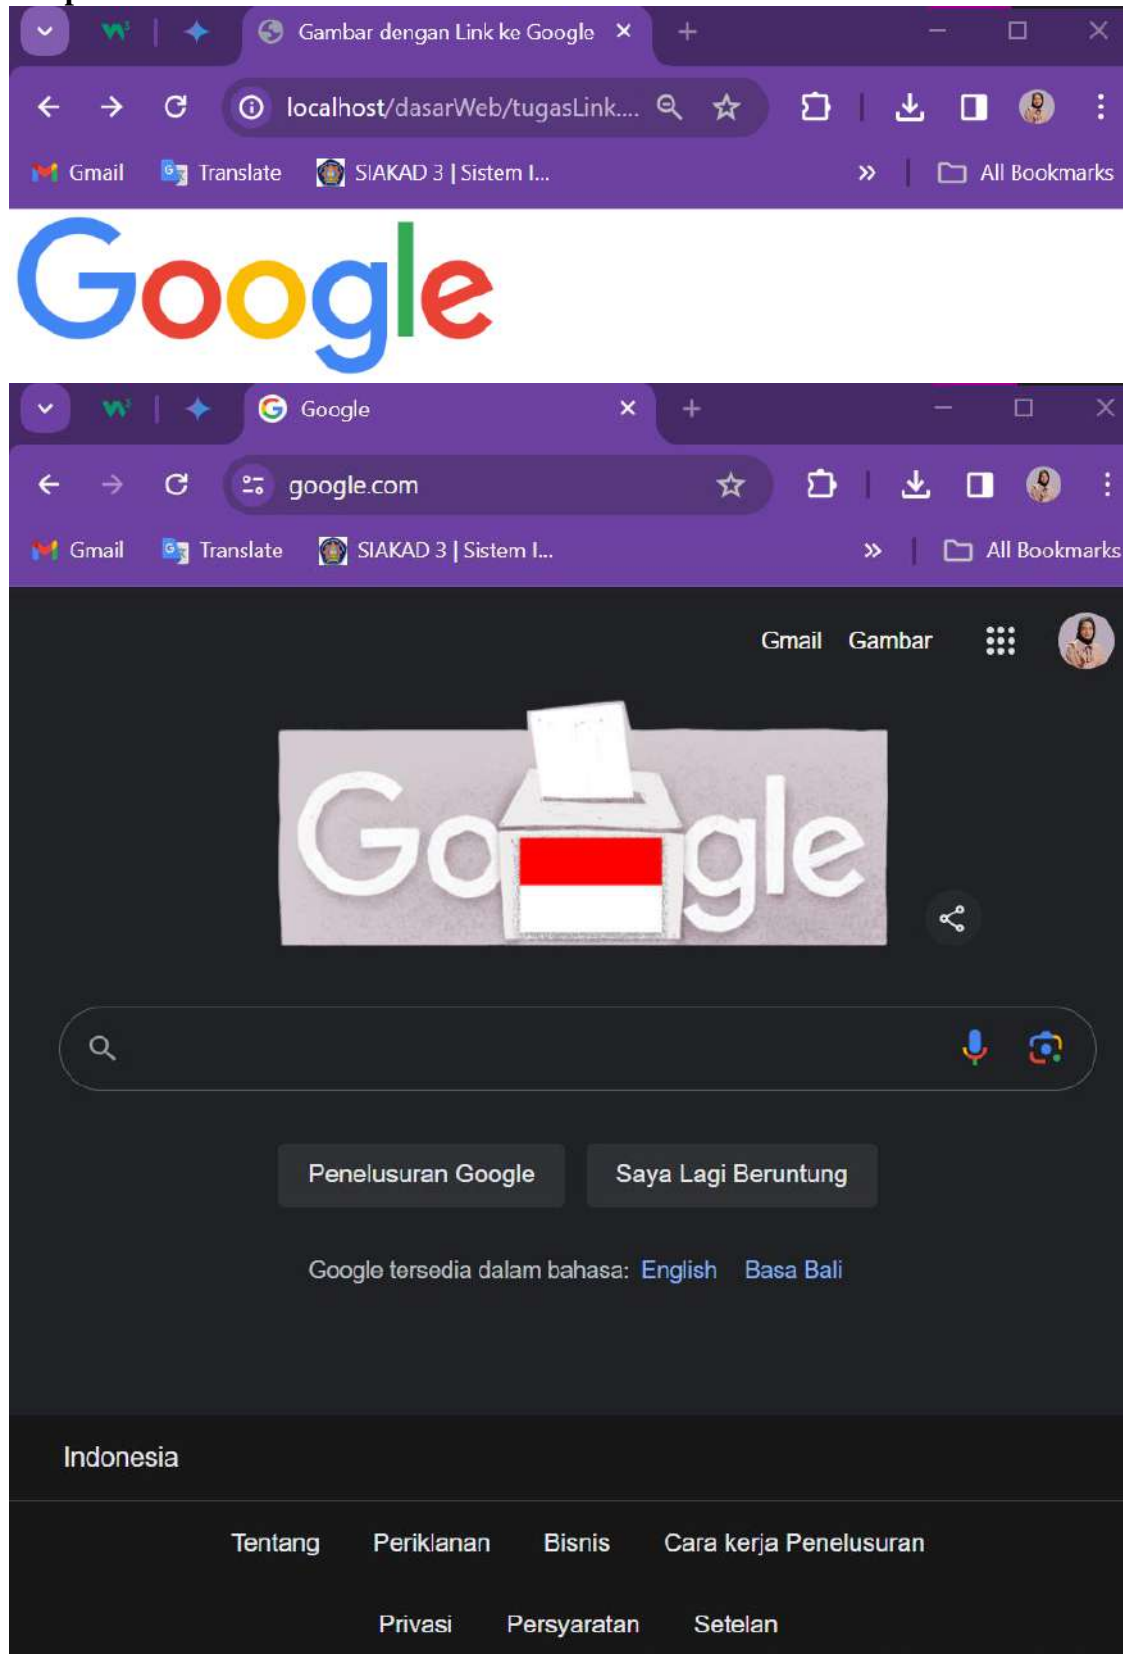 Gambar dengan Link ke Google
localhost/dasarWeb/tugasLink....
Gmail Translate SIAKAD 3 | Sistem I... » All Bookmarks
Google
Google
google.com
Gmail Translate SIAKAD 3 | Sistem I... » All Bookmarks
Gmail Gambar
Google
Penelusuran Google Saya Lagi Beruntung
Google tersedia dalam bahasa: English Basa Bali
Indonesia
Tentang Periklanan Bisnis Cara kerja Penelusuran
Privasi Persyaratan Setelan